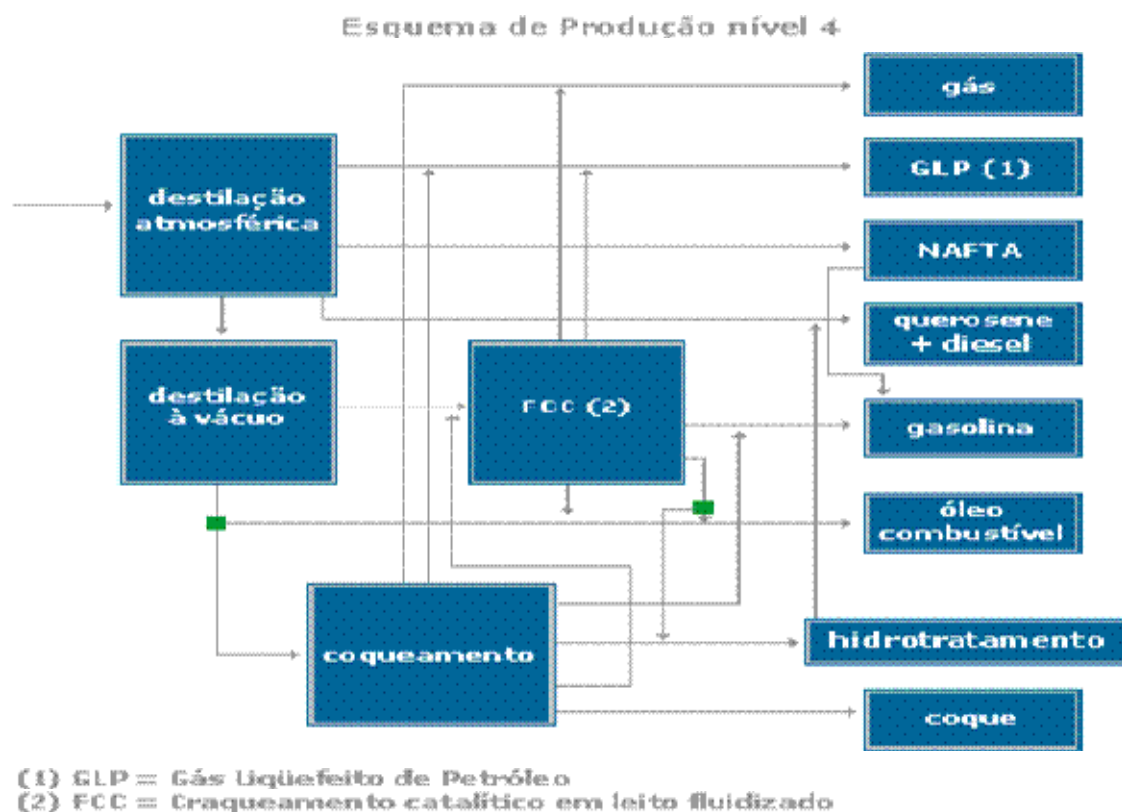 Esquema de Produção nível 4
gás
destilação
atmosférica
GLP (1)
NAFTA
querosene
+ diesel
destilação
à vácuo
FCC (2)
gasolina
óleo
combustível
coqueamento
hidrotratamento
coque
(1) GLP = Gás Liqüefeito de Petróleo
(2) FCC = Craqueamento catalítico em leito fluidizado